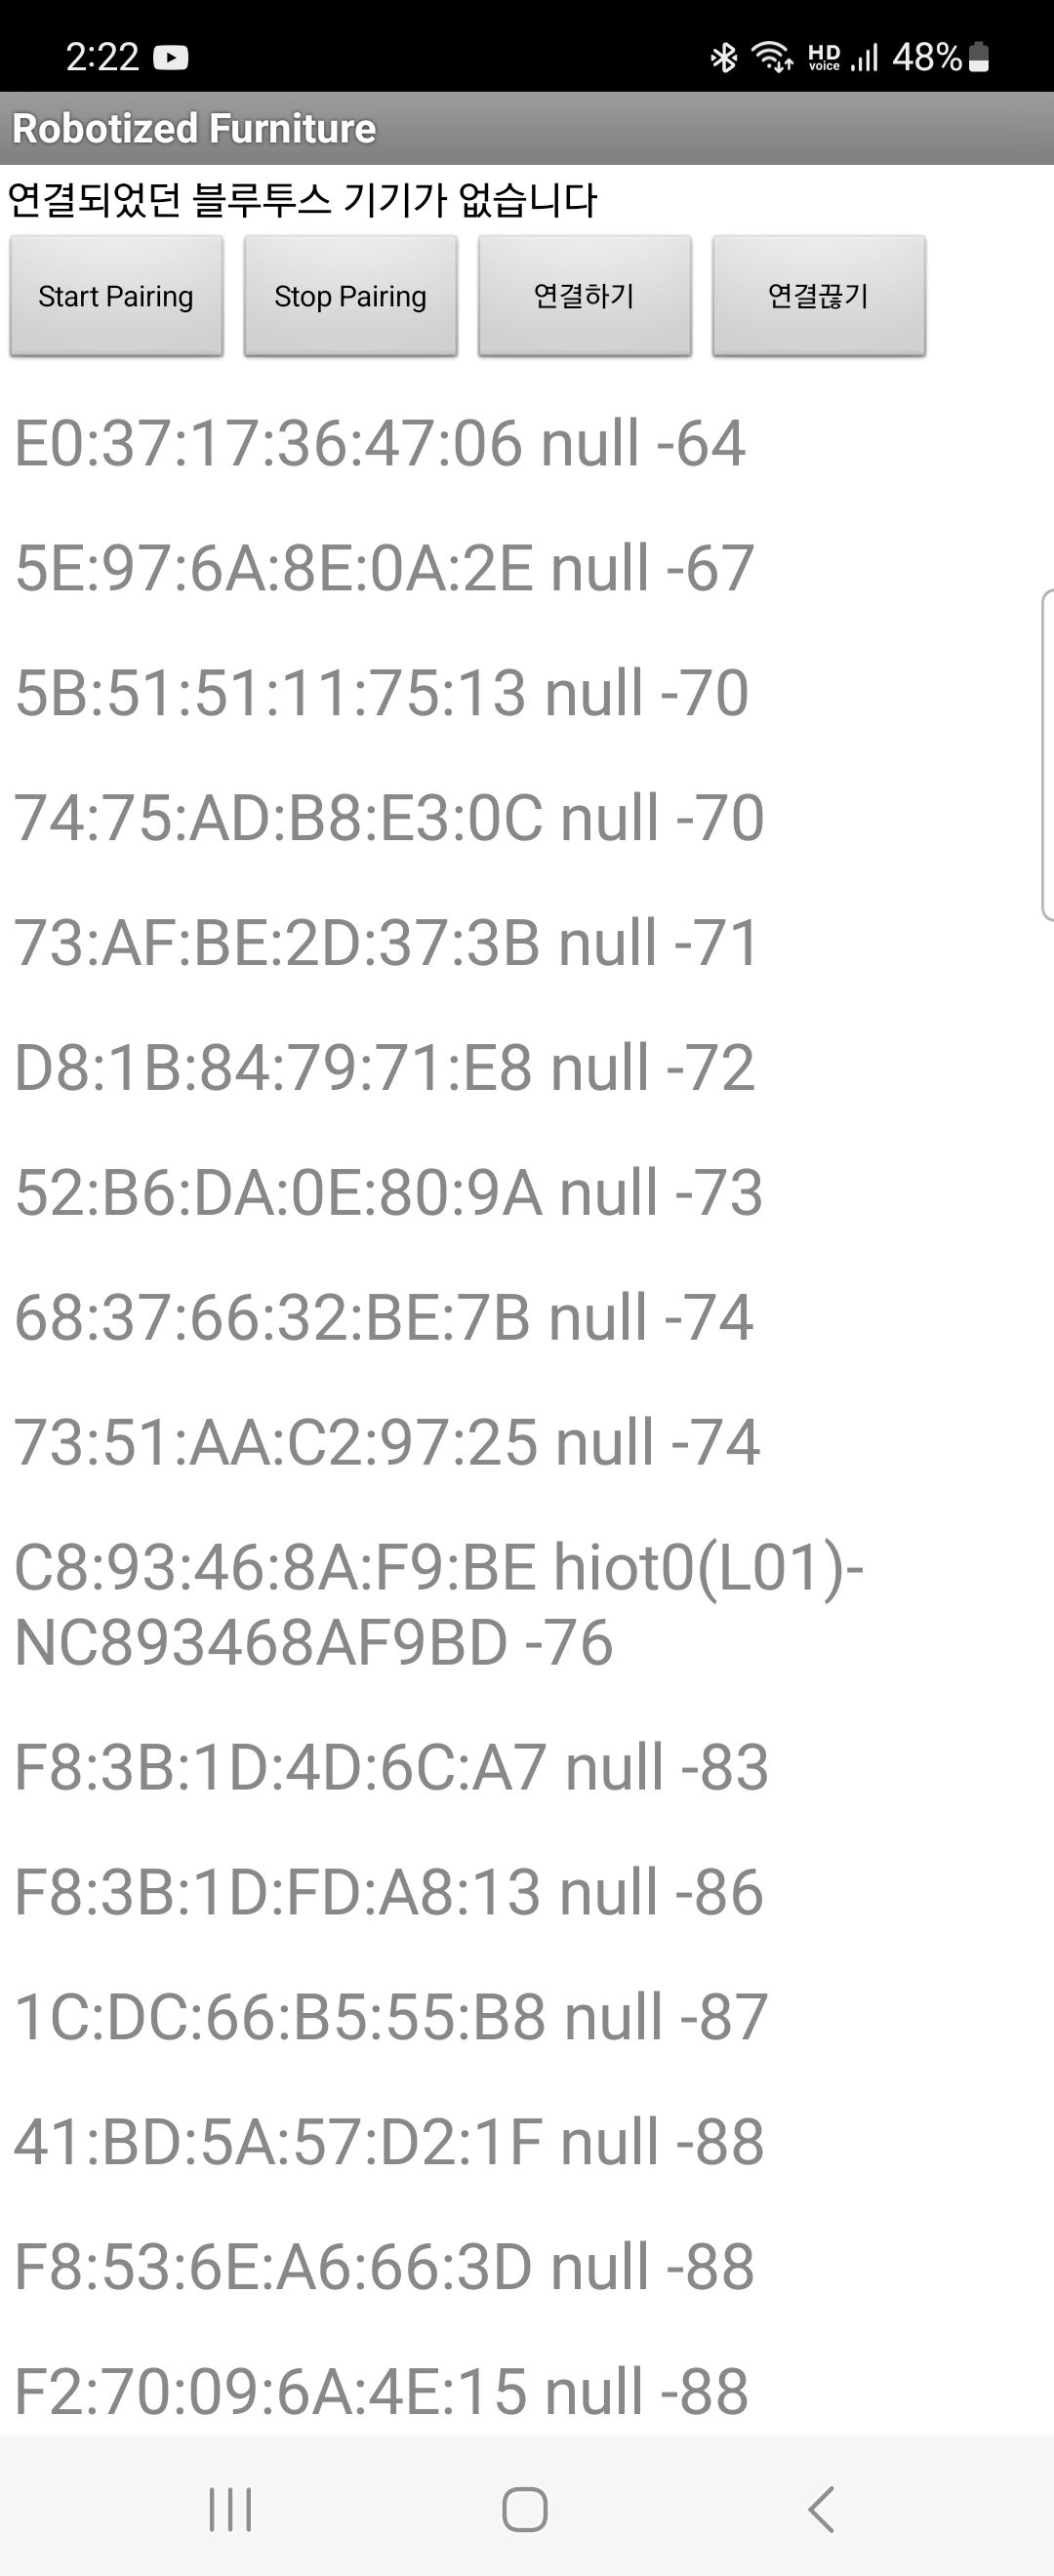 2:22 HD voice 48%
Robotized Furniture
연결되었던 블루투스 기기가 없습니다
Start Pairing Stop Pairing 연결하기 연결끊기
E0:37:17:36:47:06 null -64
5E:97:6A:8E:0A:2E null -67
5B:51:51:11:75:13 null -70
74:75:AD:B8:E3:0C null -70
73:AF:BE:2D:37:3B null -71
D8:1B:84:79:71:E8 null -72
52:B6:DA:0E:80:9A null -73
68:37:66:32:BE:7B null -74
73:51:AA:C2:97:25 null -74
C8:93:46:8A:F9:BE hiot0(L01)-
NC893468AF9BD -76
F8:3B:1D:4D:6C:A7 null -83
F8:3B:1D:FD:A8:13 null -86
1C:DC:66:B5:55:B8 null -87
41:BD:5A:57:D2:1F null -88
F8:53:6E:A6:66:3D null -88
F2:70:09:6A:4E:15 null -88